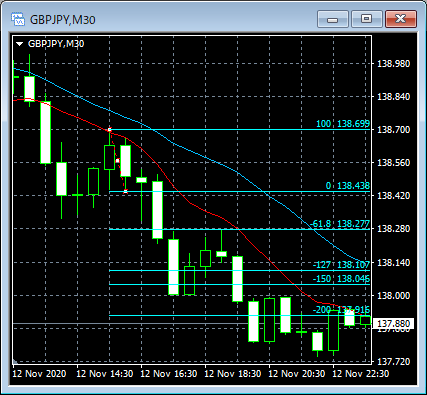 GBPJPY,M30
GBPJPY,M30
138.980
138.840
100 138.699
138.700
138.560
0 138.438
138.420
-61.8 138.277
138.280
-127 138.107
138.140
-150 138.046
138.000
-200 137.916
137.880
137.720
12 Nov 2020
12 Nov 14:30
12 Nov 16:30
12 Nov 18:30
12 Nov 20:30
12 Nov 22:30